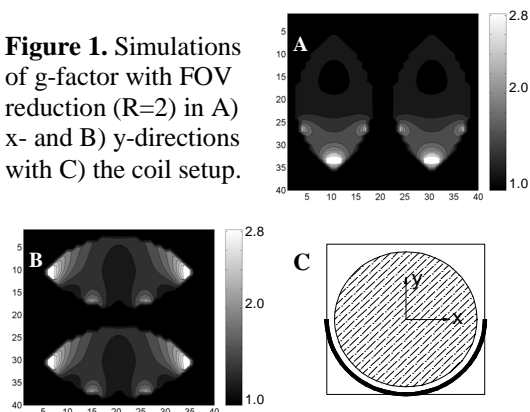 Figure 1. Simulations
of g-factor with FOV
reduction (R=2) in A)
x- and B) y-directions
with C) the coil setup.
A
5
10
15
20
25
30
35
40
5 10 15 20 25 30 35 40
2.8
2.0
1.0
B
5
10
15
20
25
30
35
40
5 10 15 20 25 30 35 40
2.8
2.0
1.0
C
y
x